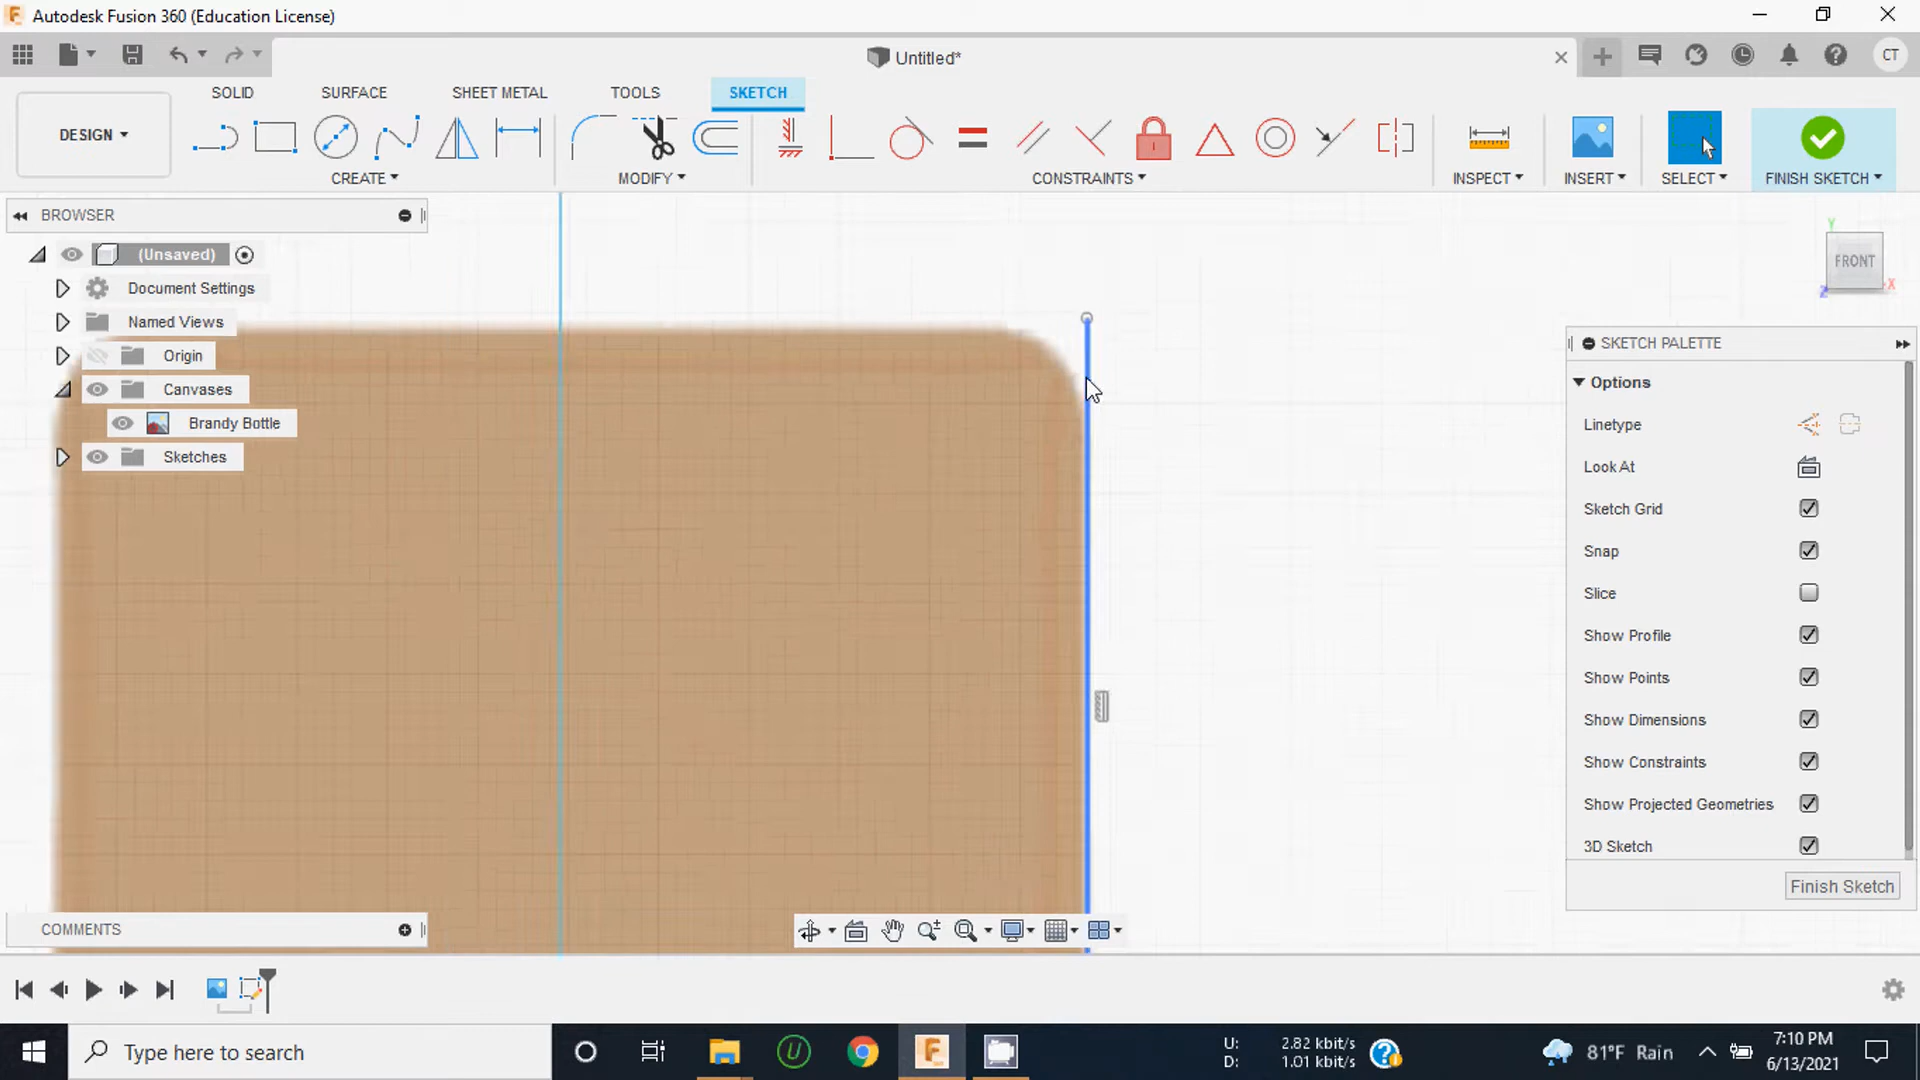 Autodesk Fusion 360 (Education License)
Untitled*
CT
DESIGN
SOLID SURFACE SHEET METAL TOOLS SKETCH
CREATE MODIFY CONSTRAINTS INSPECT INSERT SELECT FINISH SKETCH
BROWSER
(Unsaved)
Document Settings
Named Views
Origin
Canvases
Brandy Bottle
Sketches
Y
FRONT
Z
X
SKETCH PALETTE
Options
Linetype
Look At
Sketch Grid
Snap
Slice
Show Profile
Show Points
Show Dimensions
Show Constraints
Show Projected Geometries
3D Sketch
Finish Sketch
COMMENTS
Type here to search
U: 2.82 kbit/s
D: 1.01 kbit/s
81°F Rain
7:10 PM
6/13/2021